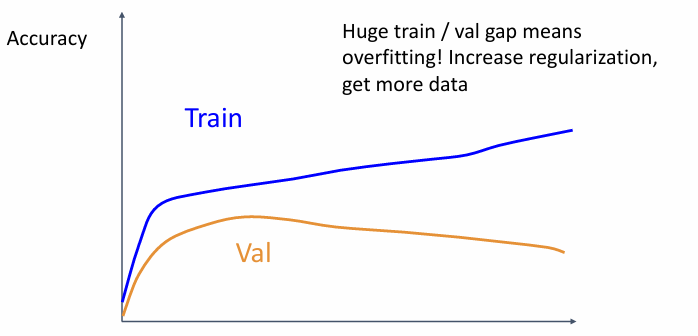 Accuracy
Huge train / val gap means
overfitting! Increase regularization,
get more data
Train
Val